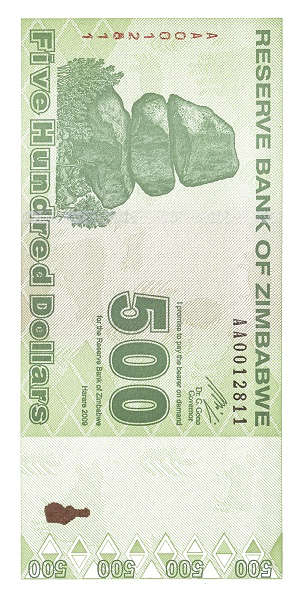 RESERVE BANK OF ZIMBABWE
AA0012811
Dr. G. Gono
Governor
I promise to pay the bearer on demand
500
for the Reserve Bank of Zimbabwe
Harare 2009
Five Hundred Dollars
AA0012811
500
500
500
500